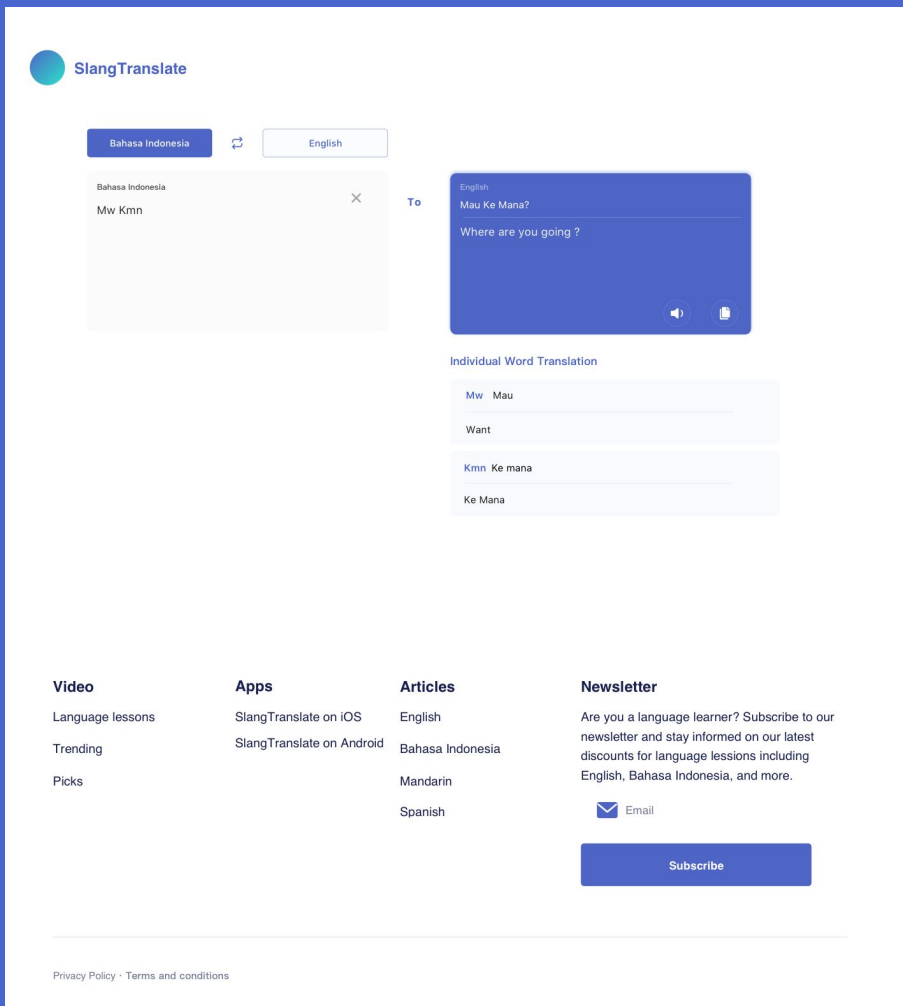 SlangTranslate
Bahasa Indonesia
English
Bahasa Indonesia
Mw Kmn
To
English
Mau Ke Mana?
Where are you going ?
Individual Word Translation
Mw Mau
Want
Kmn Ke mana
Ke Mana
Video
Language lessons
Trending
Picks
Apps
SlangTranslate on iOS
SlangTranslate on Android
Articles
English
Bahasa Indonesia
Mandarin
Spanish
Newsletter
Are you a language learner? Subscribe to our
newsletter and stay informed on our latest
discounts for language lessions including
English, Bahasa Indonesia, and more.
Email
Subscribe
Privacy Policy · Terms and conditions